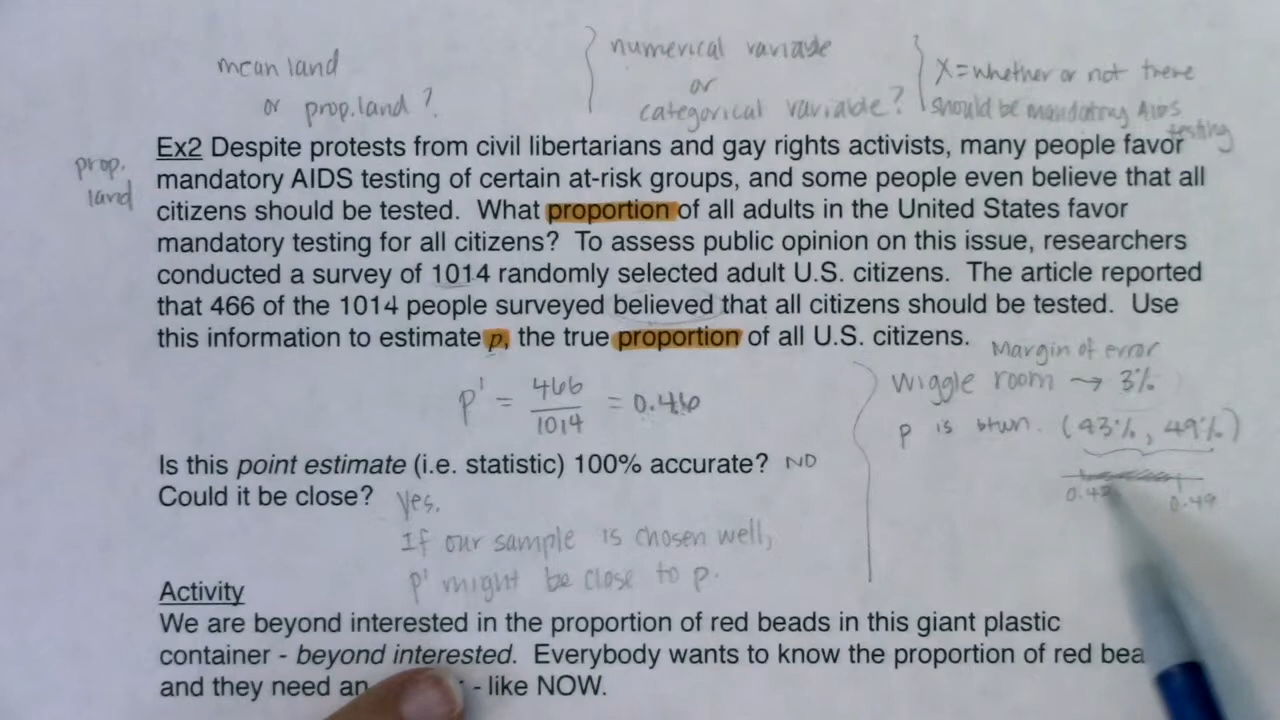 mean land
or prop. land ?
numerical variable
or
categorical variable?
X = whether or not there
should be mandatory AIDS
testing
prop.
land
Ex2 Despite protests from civil libertarians and gay rights activists, many people favor
mandatory AIDS testing of certain at-risk groups, and some people even believe that all
citizens should be tested. What proportion of all adults in the United States favor
mandatory testing for all citizens? To assess public opinion on this issue, researchers
conducted a survey of 1014 randomly selected adult U.S. citizens. The article reported
that 466 of the 1014 people surveyed believed that all citizens should be tested. Use
this information to estimate p, the true proportion of all U.S. citizens.
p' = 466/1014 = 0.46
Margin of error
Wiggle room → 3%
p is btwn. (43%, 49%)
0.49
Is this point estimate (i.e. statistic) 100% accurate? NO
Could it be close? Yes.
If our sample is chosen well,
p' might be close to p.
Activity
We are beyond interested in the proportion of red beads in this giant plastic
container - beyond interested. Everybody wants to know the proportion of red
and they need an - like NOW.